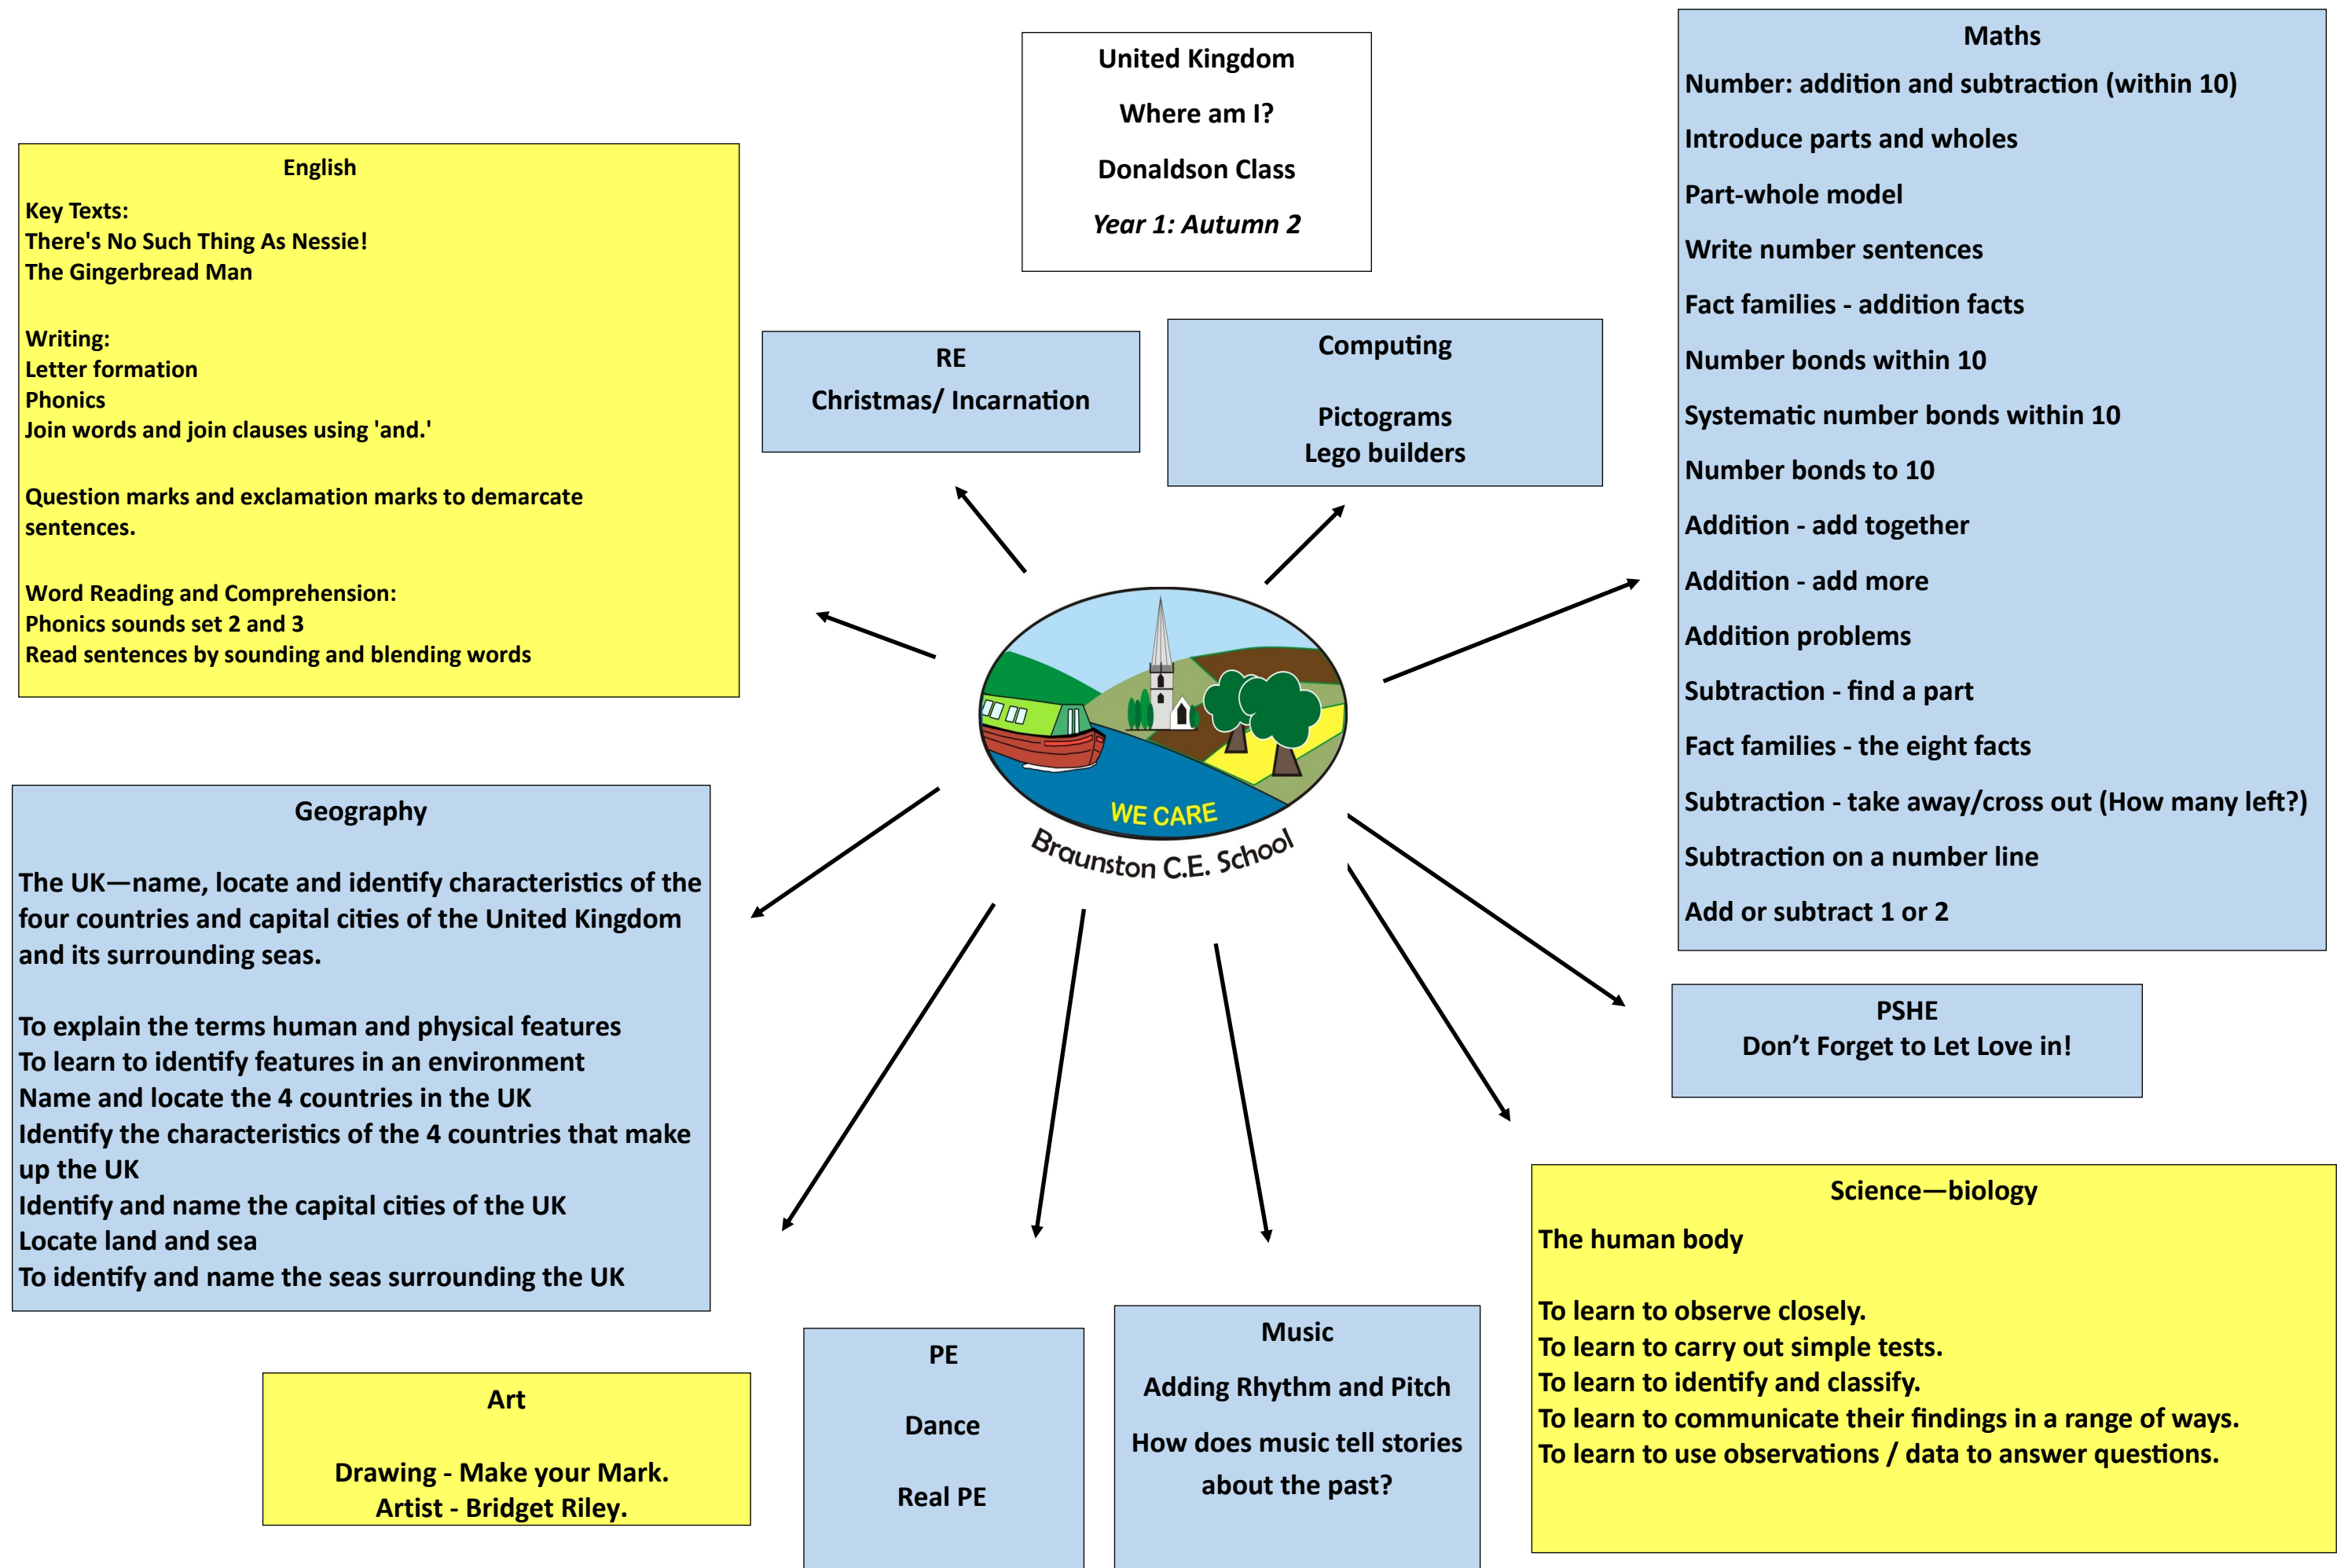 United Kingdom
Where am I?
Donaldson Class
Year 1: Autumn 2
English
Key Texts:
There's No Such Thing As Nessie!
The Gingerbread Man
Writing:
Letter formation
Phonics
Join words and join clauses using 'and.'
Question marks and exclamation marks to demarcate
sentences.
Word Reading and Comprehension:
Phonics sounds set 2 and 3
Read sentences by sounding and blending words
RE
Christmas/ Incarnation
Computing
Pictograms
Lego builders
Maths
Number: addition and subtraction (within 10)
Introduce parts and wholes
Part-whole model
Write number sentences
Fact families - addition facts
Number bonds within 10
Systematic number bonds within 10
Number bonds to 10
Addition - add together
Addition - add more
Addition problems
Subtraction - find a part
Fact families - the eight facts
Subtraction - take away/cross out (How many left?)
Subtraction on a number line
Add or subtract 1 or 2
WE CARE
Braunston C.E. School
Geography
The UK—name, locate and identify characteristics of the
four countries and capital cities of the United Kingdom
and its surrounding seas.
To explain the terms human and physical features
To learn to identify features in an environment
Name and locate the 4 countries in the UK
Identify the characteristics of the 4 countries that make
up the UK
Identify and name the capital cities of the UK
Locate land and sea
To identify and name the seas surrounding the UK
PSHE
Don’t Forget to Let Love in!
Art
Drawing - Make your Mark.
Artist - Bridget Riley.
PE
Dance
Real PE
Music
Adding Rhythm and Pitch
How does music tell stories
about the past?
Science—biology
The human body
To learn to observe closely.
To learn to carry out simple tests.
To learn to identify and classify.
To learn to communicate their findings in a range of ways.
To learn to use observations / data to answer questions.